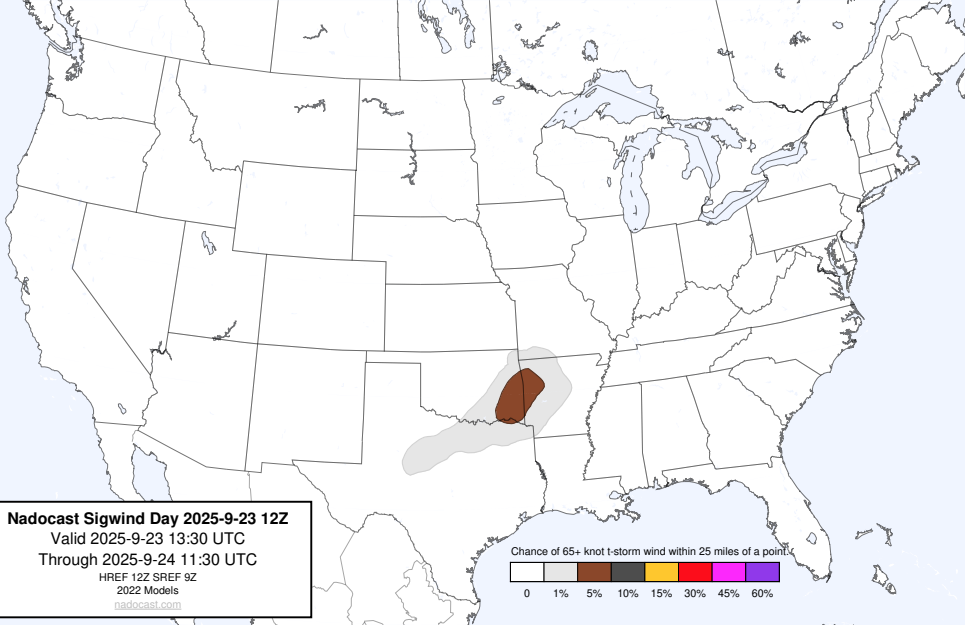 Nadocast Sigwind Day 2025-9-23 12Z
Valid 2025-9-23 13:30 UTC
Through 2025-9-24 11:30 UTC
HREF 12Z SREF 9Z
2022 Models
nadocast.com
Chance of 65+ knot t-storm wind within 25 miles of a point.
0 1% 5% 10% 15% 30% 45% 60%